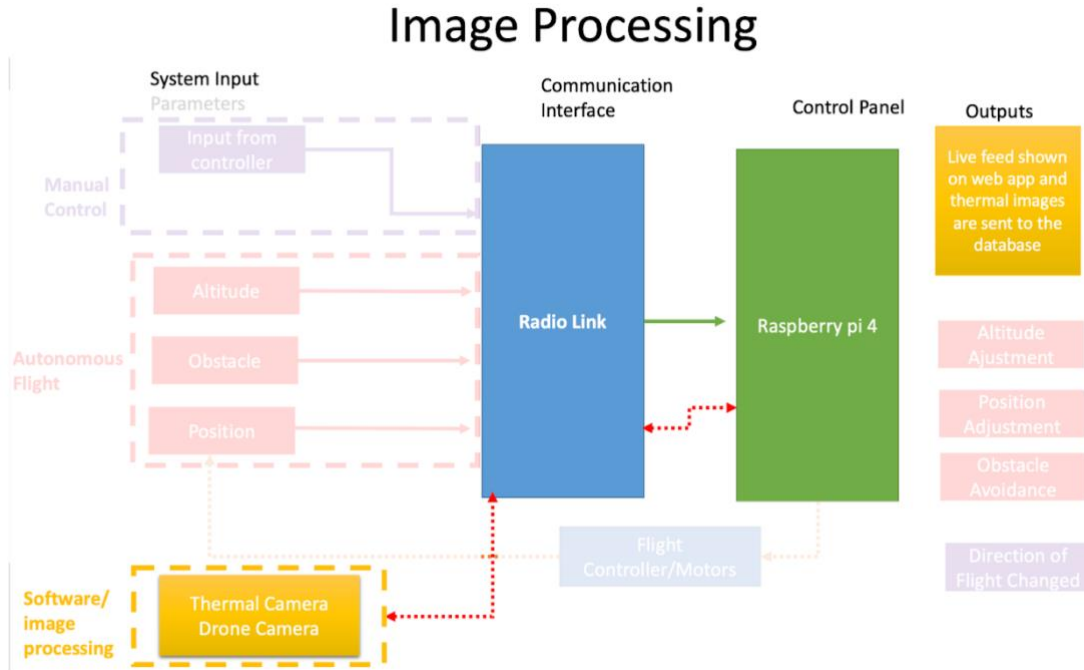 Image Processing
System Input
Parameters
Communication
Interface
Control Panel
Outputs
Manual
Control
Input from
controller
Autonomous
Flight
Altitude
Obstacle
Position
Radio Link
Raspberry pi 4
Live feed shown
on web app and
thermal images
are sent to the
database
Altitude
Ajustment
Position
Adjustment
Obstacle
Avoidance
Direction of
Flight Changed
Flight
Controller/Motors
Software/
image
processing
Thermal Camera
Drone Camera